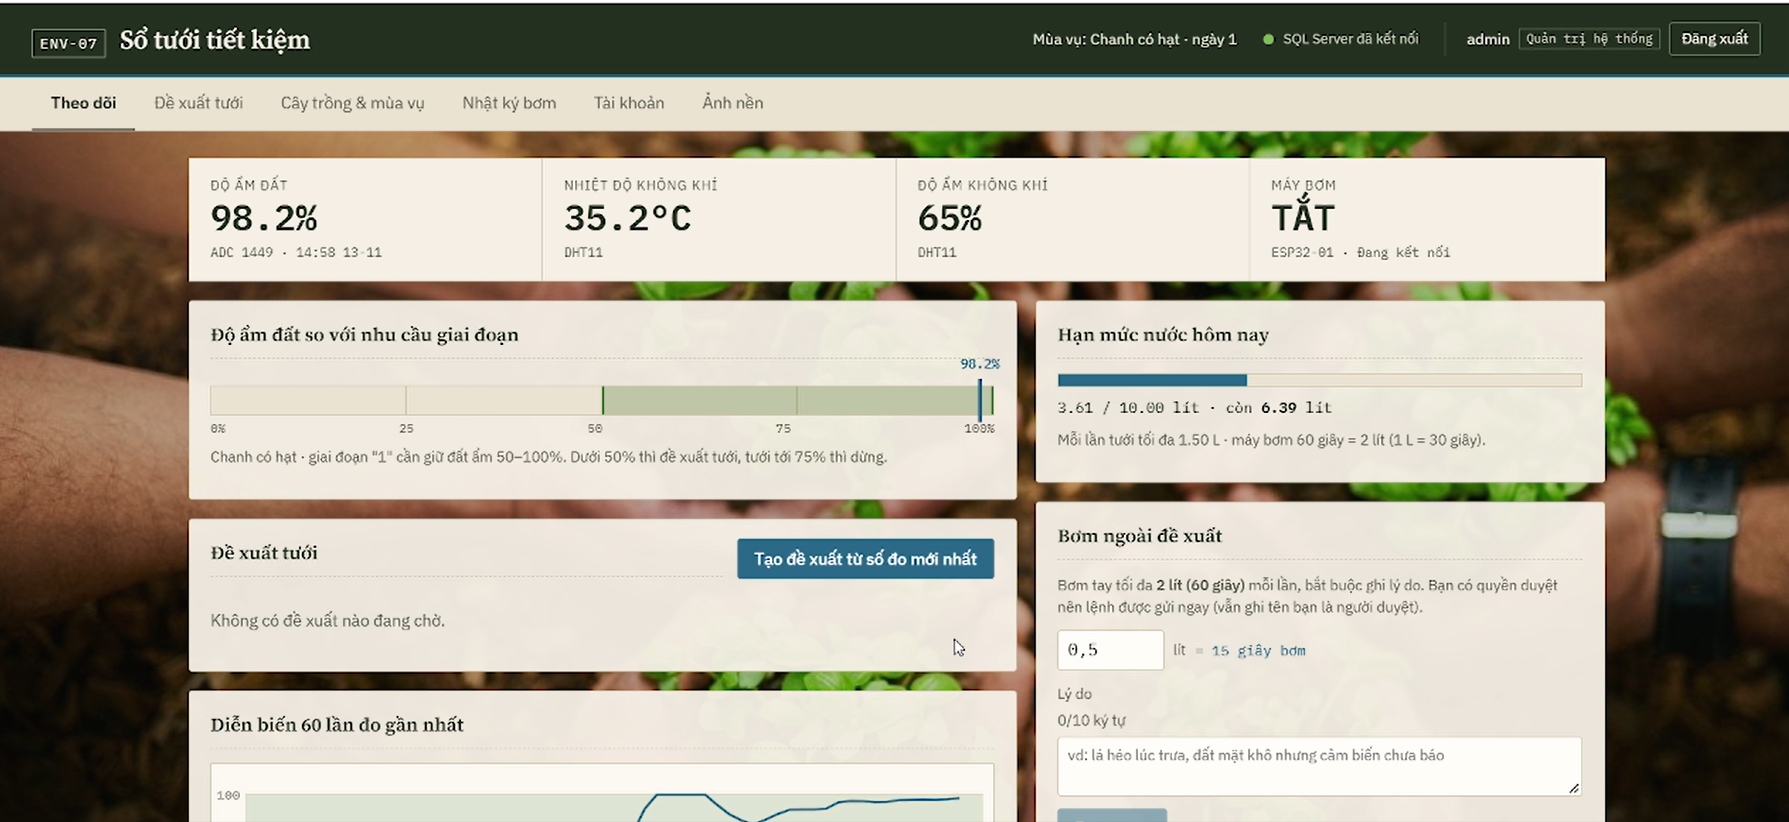 ENV-07 Sổ tưới tiết kiệm
Mùa vụ: Chanh có hạt · ngày 1
SQL Server đã kết nối
admin Quản trị hệ thống Đăng xuất
Theo dõi Đề xuất tưới Cây trồng & mùa vụ Nhật ký bơm Tài khoản Ảnh nền
ĐỘ ẨM ĐẤT
98.2%
ADC 1449 · 14:58 13-11
NHIỆT ĐỘ KHÔNG KHÍ
35.2°C
DHT11
ĐỘ ẨM KHÔNG KHÍ
65%
DHT11
MÁY BƠM
TẮT
ESP32-01 · Đang kết nối
Độ ẩm đất so với nhu cầu giai đoạn
98.2%
0% 25 50 75 100%
Chanh có hạt · giai đoạn "1" cần giữ đất ẩm 50–100%. Dưới 50% thì đề xuất tưới, tưới tới 75% thì dừng.
Đề xuất tưới
Tạo đề xuất từ số đo mới nhất
Không có đề xuất nào đang chờ.
Diễn biến 60 lần đo gần nhất
100
Hạn mức nước hôm nay
3.61 / 10.00 lít · còn 6.39 lít
Mỗi lần tưới tối đa 1.50 L · máy bơm 60 giây = 2 lít (1 L = 30 giây).
Bơm ngoài đề xuất
Bơm tay tối đa 2 lít (60 giây) mỗi lần, bắt buộc ghi lý do. Bạn có quyền duyệt
nên lệnh được gửi ngay (vẫn ghi tên bạn là người duyệt).
0,5 lít = 15 giây bơm
Lý do
0/10 ký tự
vd: lá héo lúc trưa, đất mặt khô nhưng cảm biến chưa báo